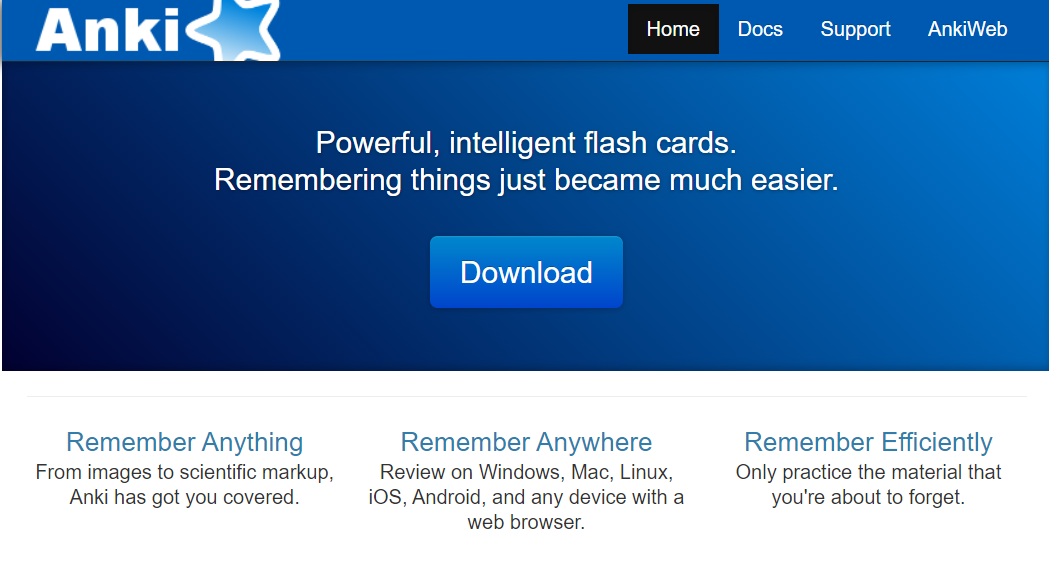 Anki
Home
Docs
Support
AnkiWeb
Powerful, intelligent flash cards.
Remembering things just became much easier.
Download
Remember Anything
From images to scientific markup,
Anki has got you covered.
Remember Anywhere
Review on Windows, Mac, Linux,
iOS, Android, and any device with a
web browser.
Remember Efficiently
Only practice the material that
you're about to forget.